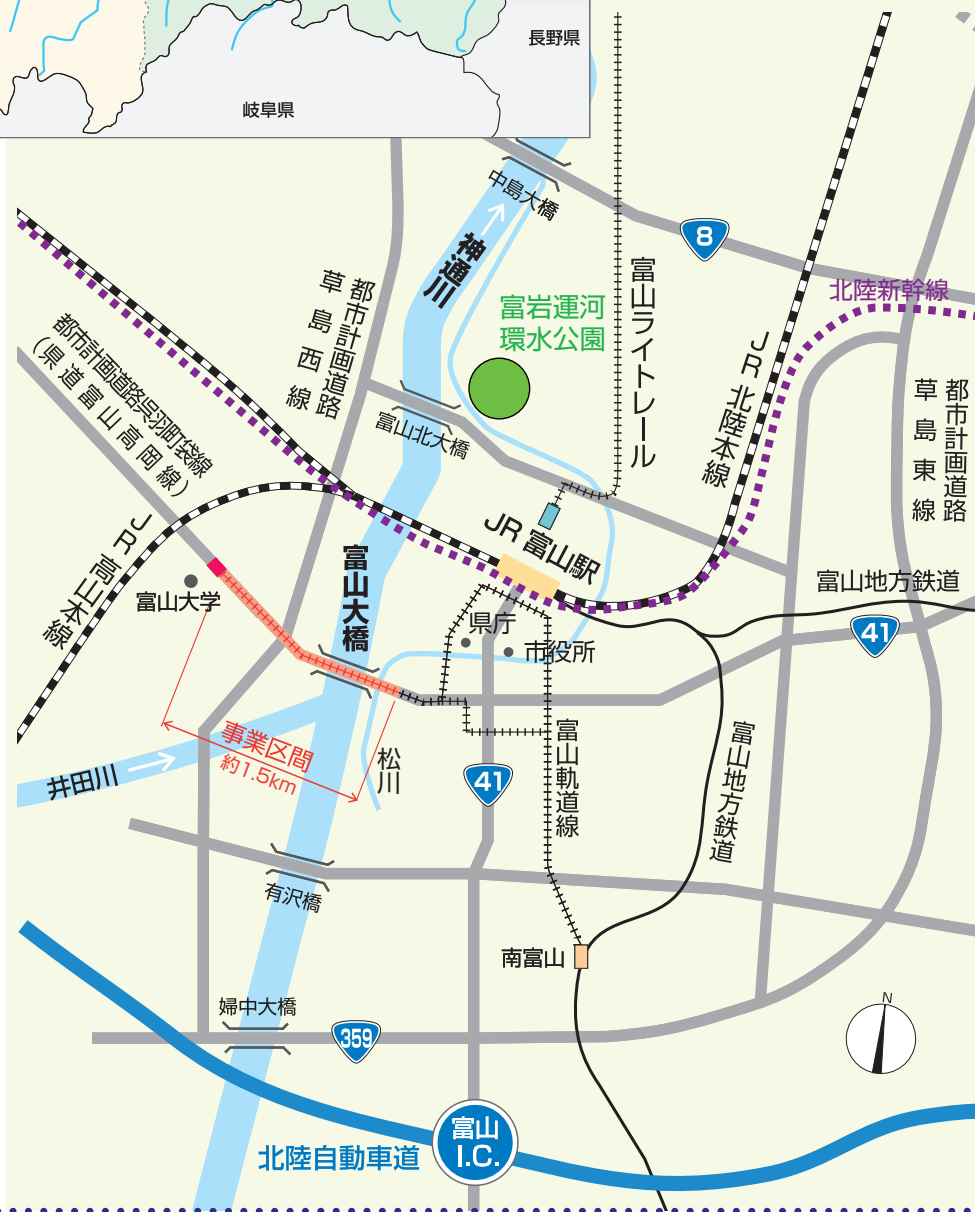 長野県
岐阜県
中島大橋
神通川
8
富山ライトレール
北陸新幹線
富岩運河
環水公園
都市計画道路
草島西線
都市計画道路呉羽町袋線
(県道富山高岡線)
JR北陸本線
都市計画道路
草島東線
富山北大橋
JR高山本線
JR富山駅
富山大橋
富山地方鉄道
富山大学
県庁
市役所
41
事業区間
約1.5km
松川
井田川
41
富山軌道線
富山地方鉄道
有沢橋
南富山
婦中大橋
359
N
富山
I.C.
北陸自動車道